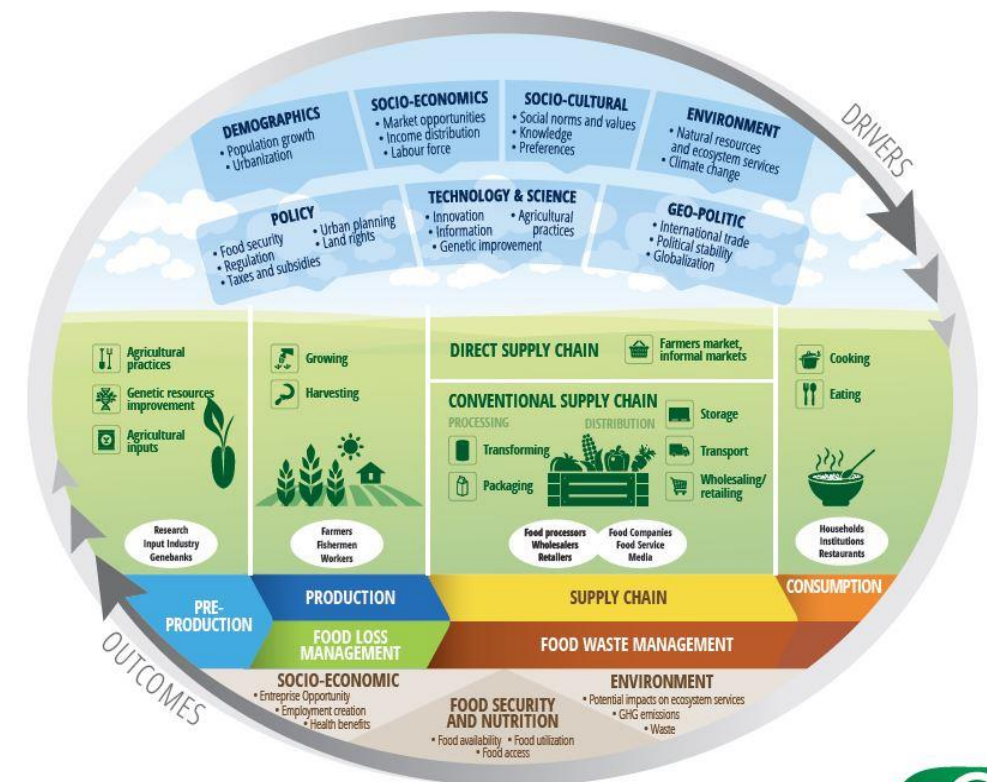 DRIVERS
DEMOGRAPHICS
• Population growth
• Urbanization
SOCIO-ECONOMICS
• Market opportunities
• Income distribution
• Labour force
SOCIO-CULTURAL
• Social norms and values
• Knowledge
• Preferences
ENVIRONMENT
• Natural resources
and ecosystem services
• Climate change
POLICY
• Food security
• Regulation
• Taxes and subsidies
• Urban planning
• Land rights
TECHNOLOGY & SCIENCE
• Innovation
• Information
• Genetic improvement
• Agricultural
practices
GEO-POLITIC
• International trade
• Political stability
• Globalization
Agricultural
practices
Genetic resources
improvement
Agricultural
inputs
Research
Input Industry
Genebanks
Growing
Harvesting
Farmers
Fishermen
Workers
DIRECT SUPPLY CHAIN
Farmers market,
informal markets
CONVENTIONAL SUPPLY CHAIN
PROCESSING
Transforming
Packaging
DISTRIBUTION
Storage
Transport
Wholesaling/
retailing
Food processors
Wholesalers
Retailers
Food Companies
Food Service
Media
Cooking
Eating
Households
Institutions
Restaurants
PRE-
PRODUCTION
PRODUCTION
SUPPLY CHAIN
CONSUMPTION
FOOD LOSS
MANAGEMENT
FOOD WASTE MANAGEMENT
OUTCOMES
SOCIO-ECONOMIC
• Entreprise Opportunity
• Employment creation
• Health benefits
FOOD SECURITY
AND NUTRITION
• Food availability • Food utilization
• Food access
ENVIRONMENT
• Potential impacts on ecosystem services
• GHG emissions
• Waste